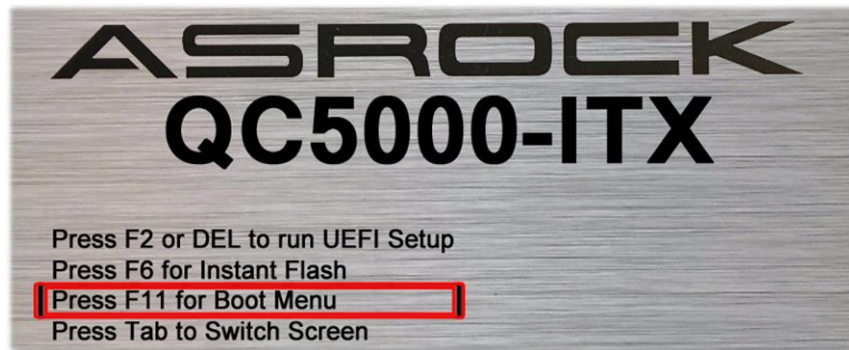 ASROCK
QC5000-ITX
Press F2 or DEL to run UEFI Setup
Press F6 for Instant Flash
Press F11 for Boot Menu
Press Tab to Switch Screen